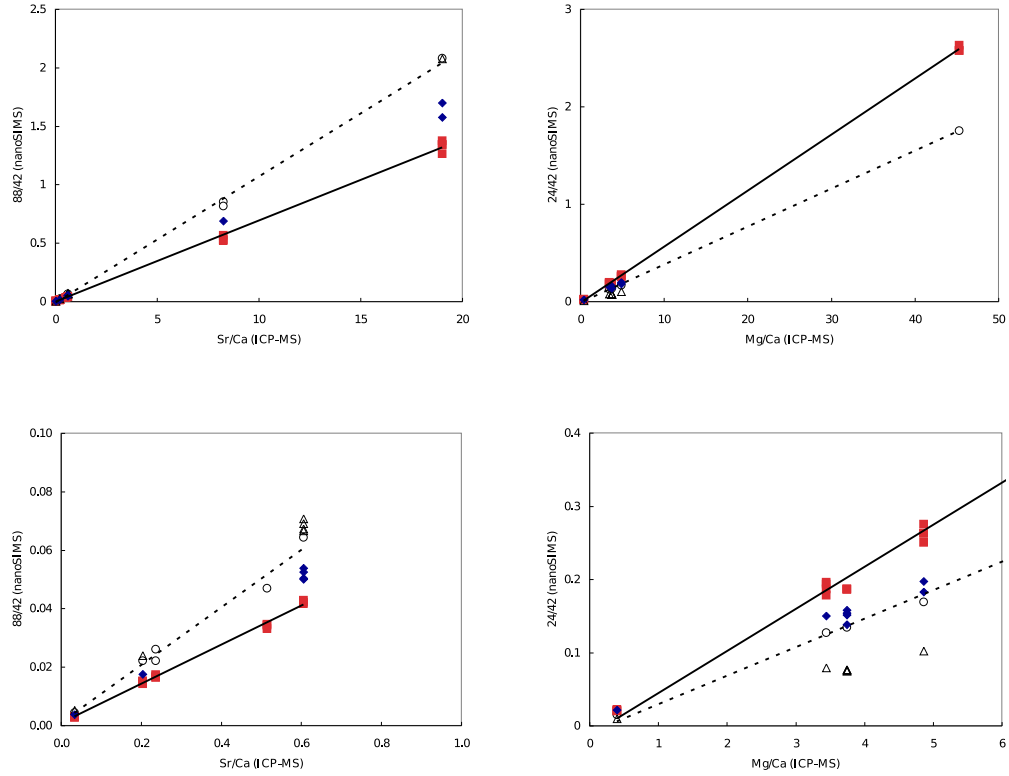 2.5
2
1.5
1
0.5
0
0 5 10 15 20
88/42 (nanoSIMS)
Sr/Ca (ICP-MS)
3
2
1
0
0 10 20 30 40 50
24/42 (nanoSIMS)
Mg/Ca (ICP-MS)
0.10
0.08
0.06
0.04
0.02
0.00
0.0 0.2 0.4 0.6 0.8 1.0
88/42 (nanoSIMS)
Sr/Ca (ICP-MS)
0.4
0.3
0.2
0.1
0
0 1 2 3 4 5 6
24/42 (nanoSIMS)
Mg/Ca (ICP-MS)